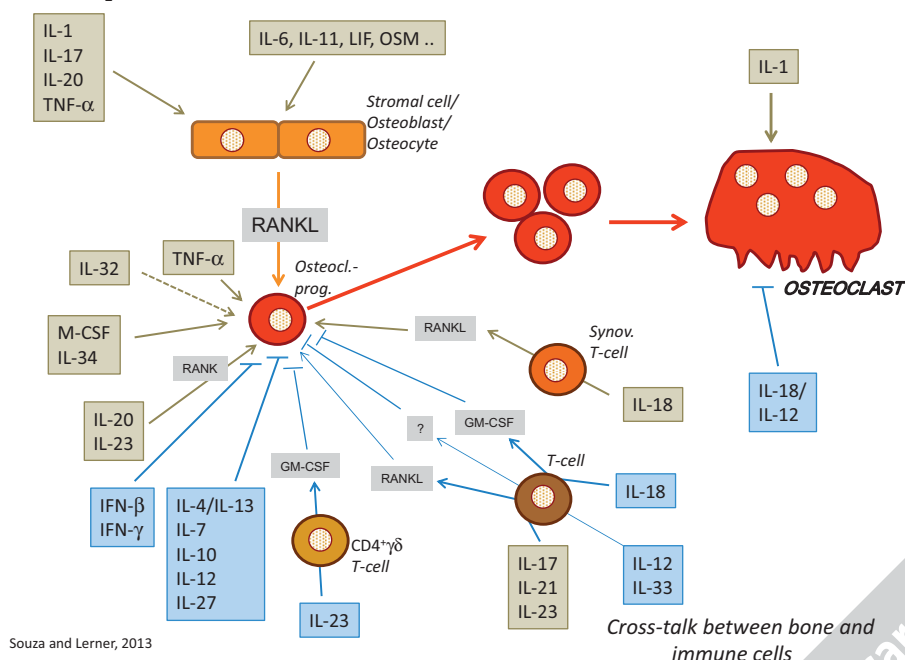 IL-1
IL-17
IL-20
TNF-α
IL-6, IL-11, LIF, OSM ..
IL-1
Stromal cell/
Osteoblast/
Osteocyte
RANKL
TNF-α
IL-32
Osteocl.-
prog.
OSTEOCLAST
M-CSF
IL-34
RANKL
Synov.
T-cell
RANK
IL-18
IL-18/
IL-12
IL-20
IL-23
GM-CSF
?
GM-CSF
RANKL
T-cell
IL-18
IFN-β
IFN-γ
IL-4/IL-13
IL-7
IL-10
IL-12
IL-27
CD4⁺γδ
T-cell
IL-23
IL-17
IL-21
IL-23
IL-12
IL-33
Cross-talk between bone and
immune cells
Souza and Lerner, 2013